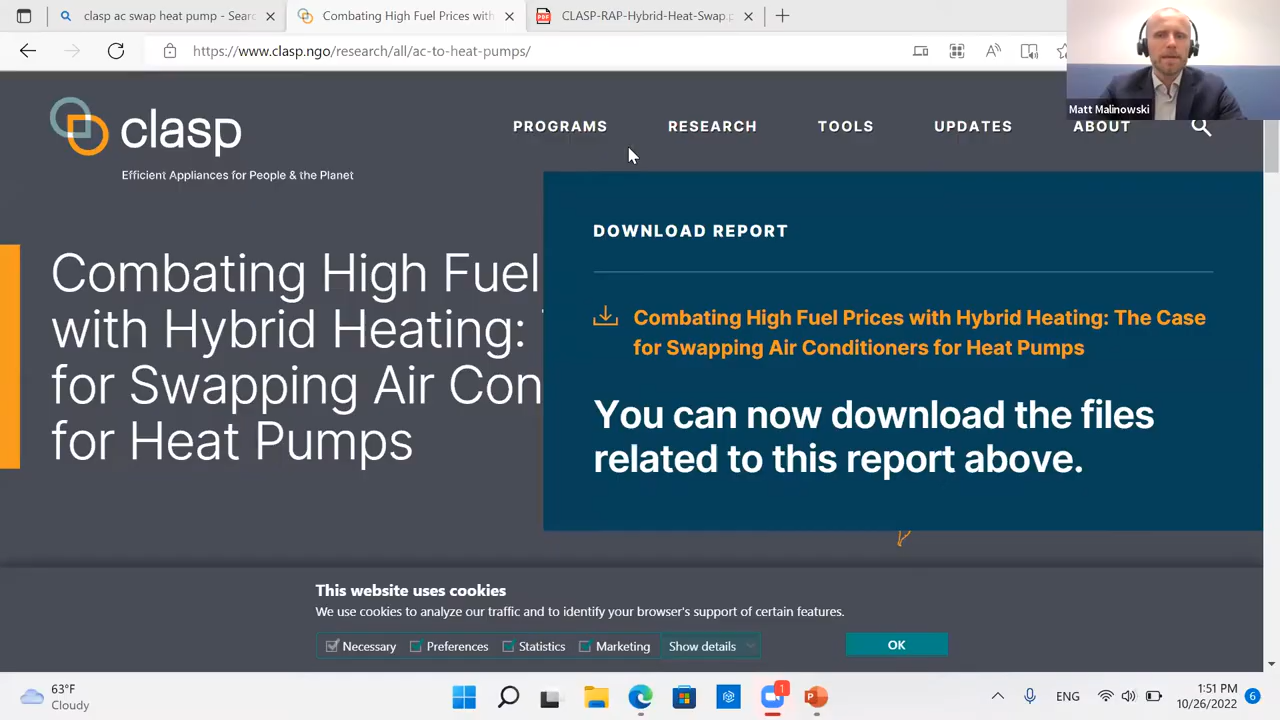 clasp ac swap heat pump - Searc
Combating High Fuel Prices with
CLASP-RAP-Hybrid-Heat-Swap.p
https://www.clasp.ngo/research/all/ac-to-heat-pumps/
Matt Malinowski
clasp
Efficient Appliances for People & the Planet
PROGRAMS
RESEARCH
TOOLS
UPDATES
ABOUT
Combating High Fuel
with Hybrid Heating:
for Swapping Air Con
for Heat Pumps
DOWNLOAD REPORT
Combating High Fuel Prices with Hybrid Heating: The Case
for Swapping Air Conditioners for Heat Pumps
You can now download the files
related to this report above.
This website uses cookies
We use cookies to analyze our traffic and to identify your browser's support of certain features.
Necessary
Preferences
Statistics
Marketing
Show details
OK
63°F
Cloudy
1
ENG
1:51 PM
10/26/2022
6